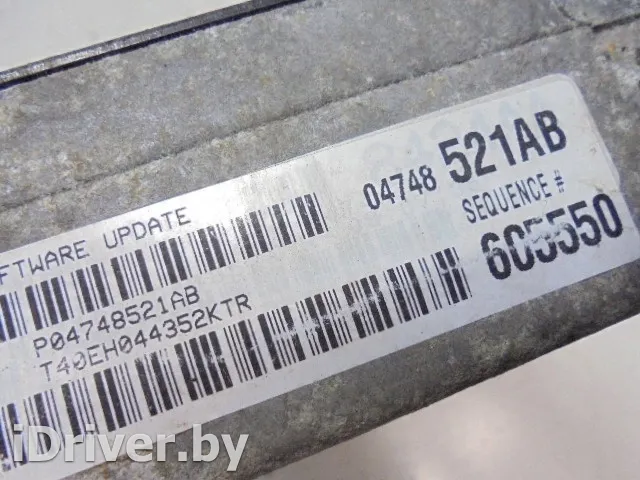 04748 521AB
SEQUENCE #
605550
FTWARE UPDATE
P04748521AB
T40EH044352KTR
iDriver.by